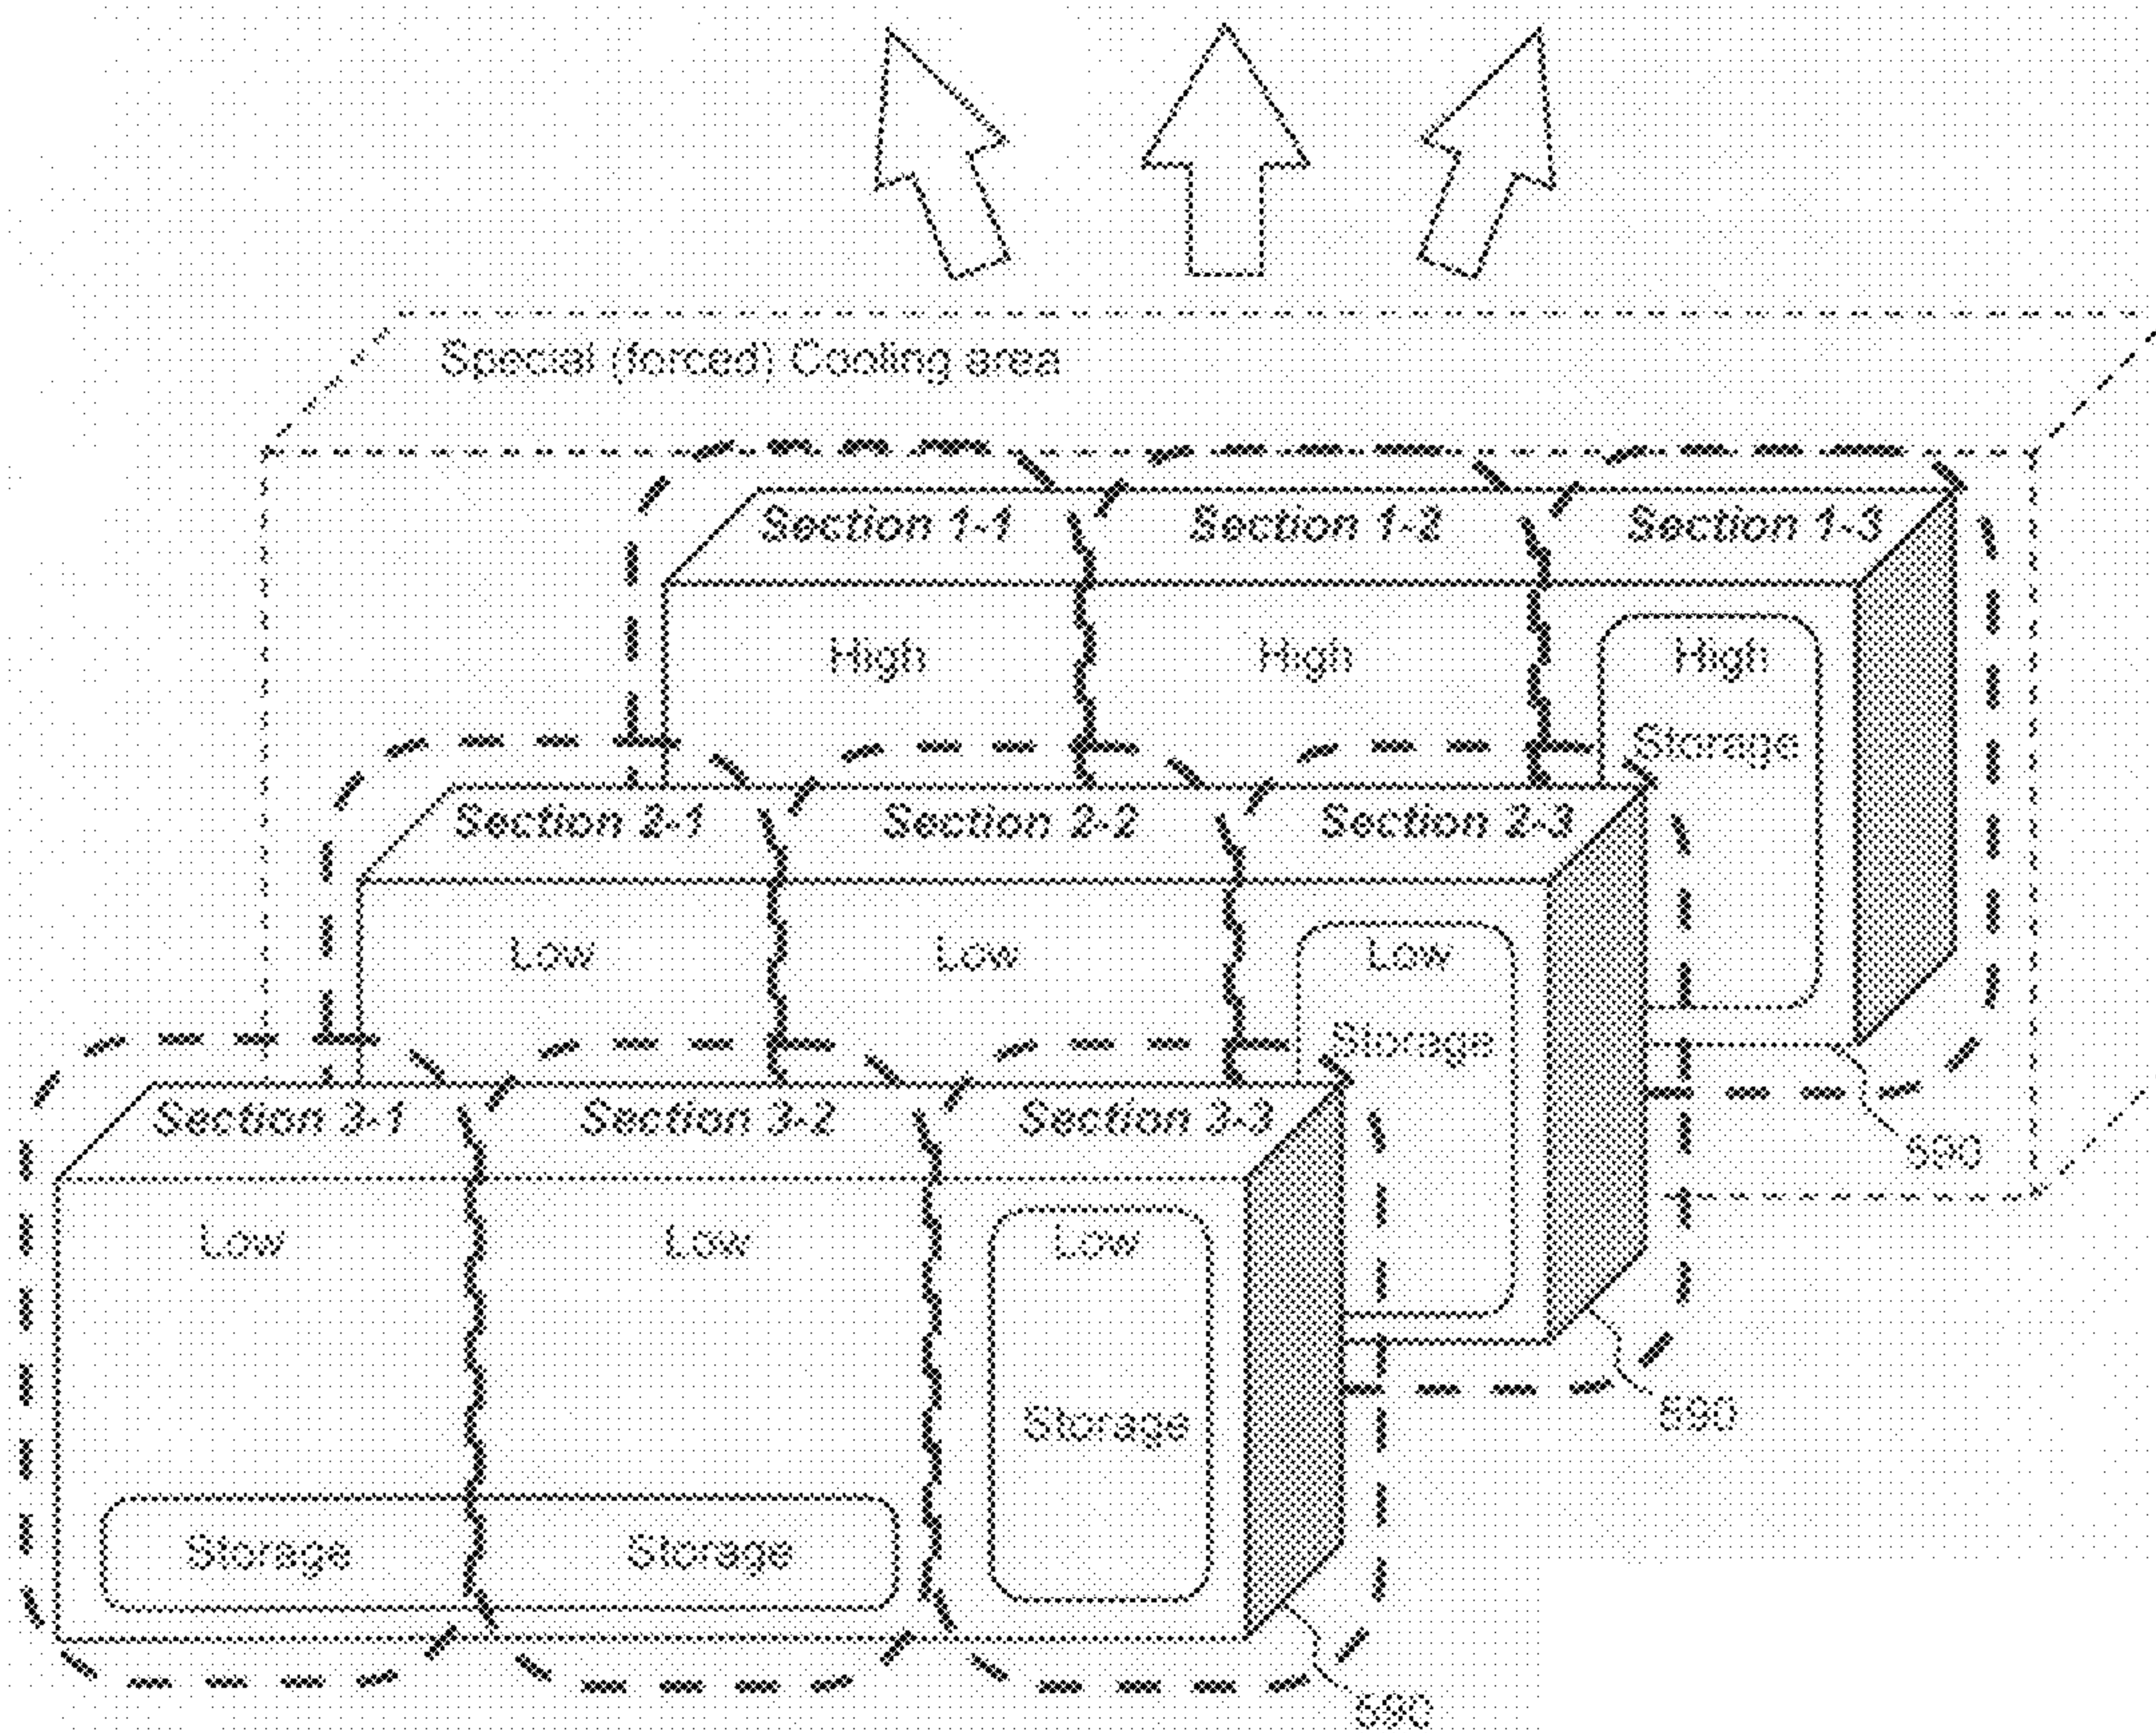 Special (forced) Cooling area
Section 1-1 Section 1-2 Section 1-3
High High High
Storage
Section 2-1 Section 2-2 Section 2-3
Low Low Low
Storage
Section 3-1 Section 3-2 Section 3-3
590
Low Low Low
590
Storage
Storage Storage
590